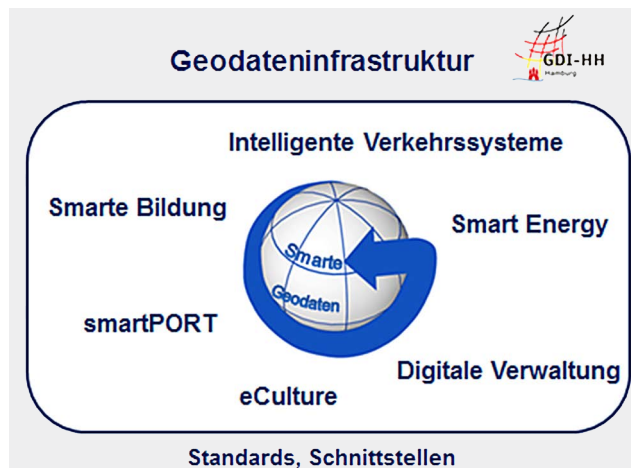 Geodateninfrastruktur
GDI-HH
Hamburg
Intelligente Verkehrssysteme
Smarte Bildung
Smart Energy
Smarte
Geodaten
smartPORT
Digitale Verwaltung
eCulture
Standards, Schnittstellen